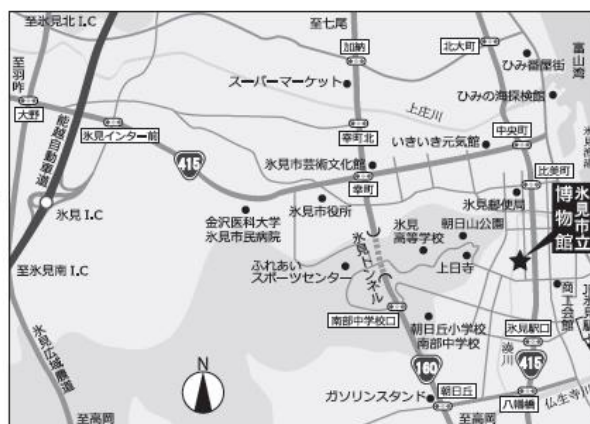 至氷見北 I.C
至七尾
加納
北大町
至羽咋
スーパーマーケット
ひみ番屋街
富山湾
上庄川
ひみの海探検館
大野
能越自動車道
氷見インター前
幸町北
いきいき元気館
中央町
415
氷見市芸術文化館
比美町
幸町
氷見郵便局
氷見 I.C
金沢医科大学
氷見市民病院
氷見市役所
氷見
高等学校
朝日山公園
氷見市立
博物館
至氷見南 I.C
ふれあい
スポーツセンター
氷見トンネル
上日寺
商工会館
南部中学校口
朝日丘小学校
南部中学校
氷見駅口
氷見広域農道
湊川
N
160
415
ガソリンスタンド
朝日丘
八幡橋
仏生寺川
至高岡
至高岡